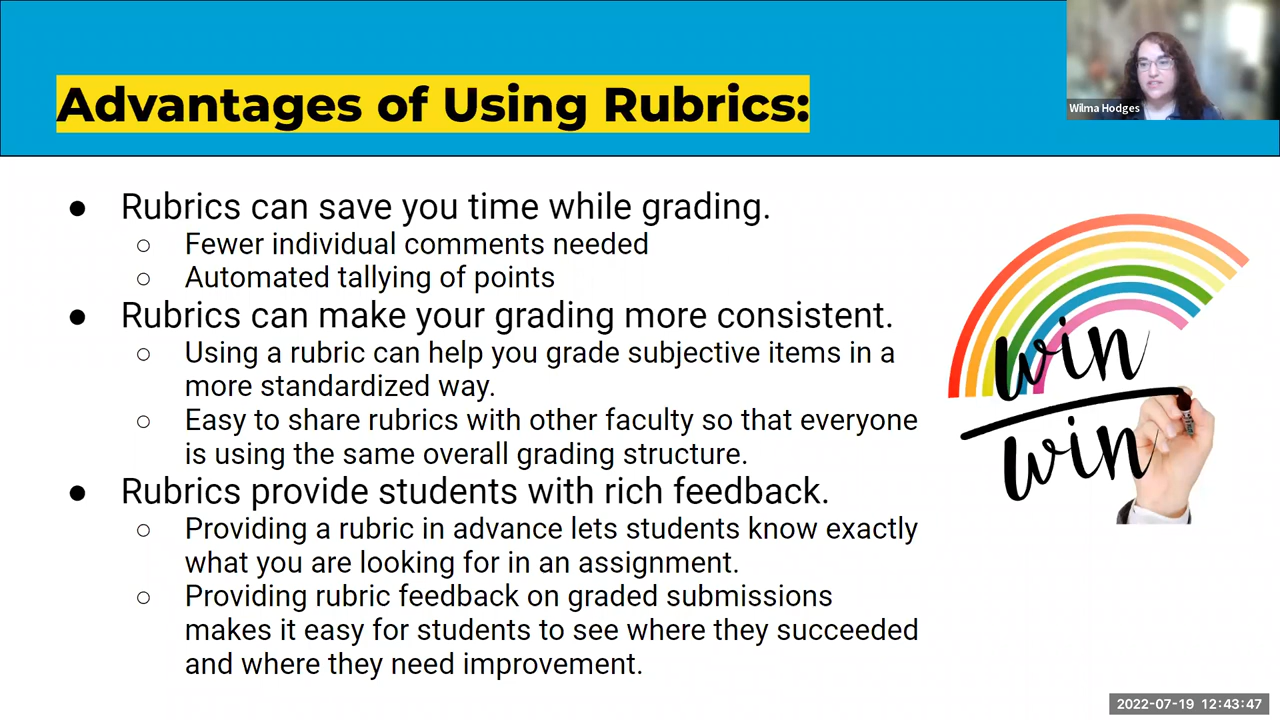 Advantages of Using Rubrics:
Wilma Hodges
● Rubrics can save you time while grading.
○ Fewer individual comments needed
○ Automated tallying of points
● Rubrics can make your grading more consistent.
○ Using a rubric can help you grade subjective items in a
more standardized way.
○ Easy to share rubrics with other faculty so that everyone
is using the same overall grading structure.
● Rubrics provide students with rich feedback.
○ Providing a rubric in advance lets students know exactly
what you are looking for in an assignment.
○ Providing rubric feedback on graded submissions
makes it easy for students to see where they succeeded
and where they need improvement.
win
win
2022-07-19 12:43:47